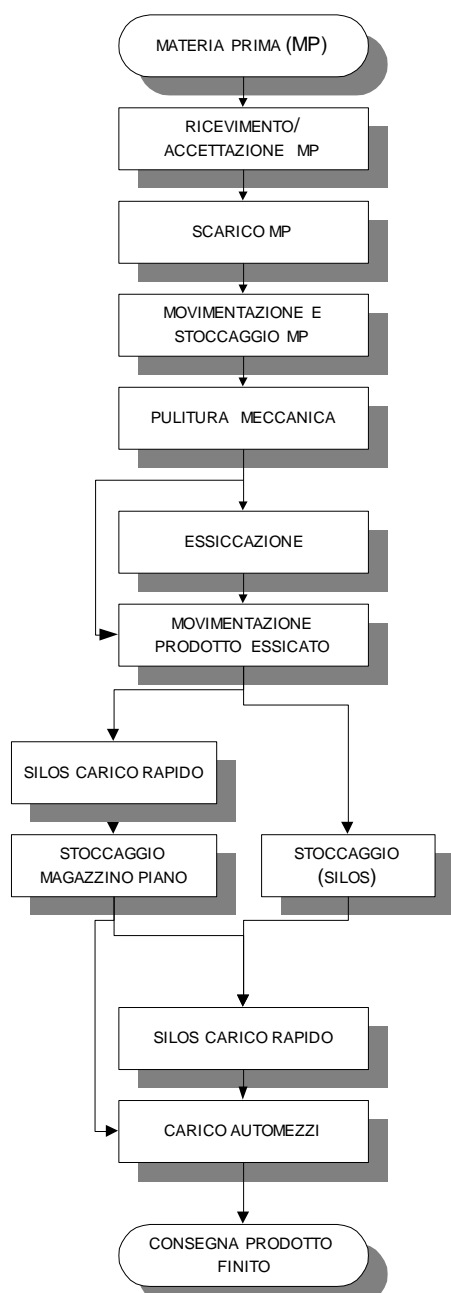 MATERIA PRIMA (MP)
RICEVIMENTO/
ACCETTAZIONE MP
SCARICO MP
MOVIMENTAZIONE E
STOCCAGGIO MP
PULITURA MECCANICA
ESSICCAZIONE
MOVIMENTAZIONE
PRODOTTO ESSICATO
SILOS CARICO RAPIDO
STOCCAGGIO
MAGAZZINO PIANO
STOCCAGGIO
(SILOS)
SILOS CARICO RAPIDO
CARICO AUTOMEZZI
CONSEGNA PRODOTTO
FINITO